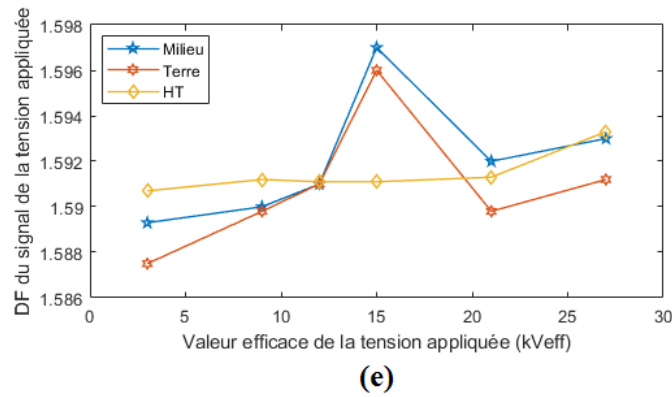 1.598
1.596
1.594
1.592
1.59
1.588
1.586
DF du signal de la tension appliquée
Milieu
Terre
HT
0 5 10 15 20 25 30
Valeur efficace de la tension appliquée (kVeff)
(e)